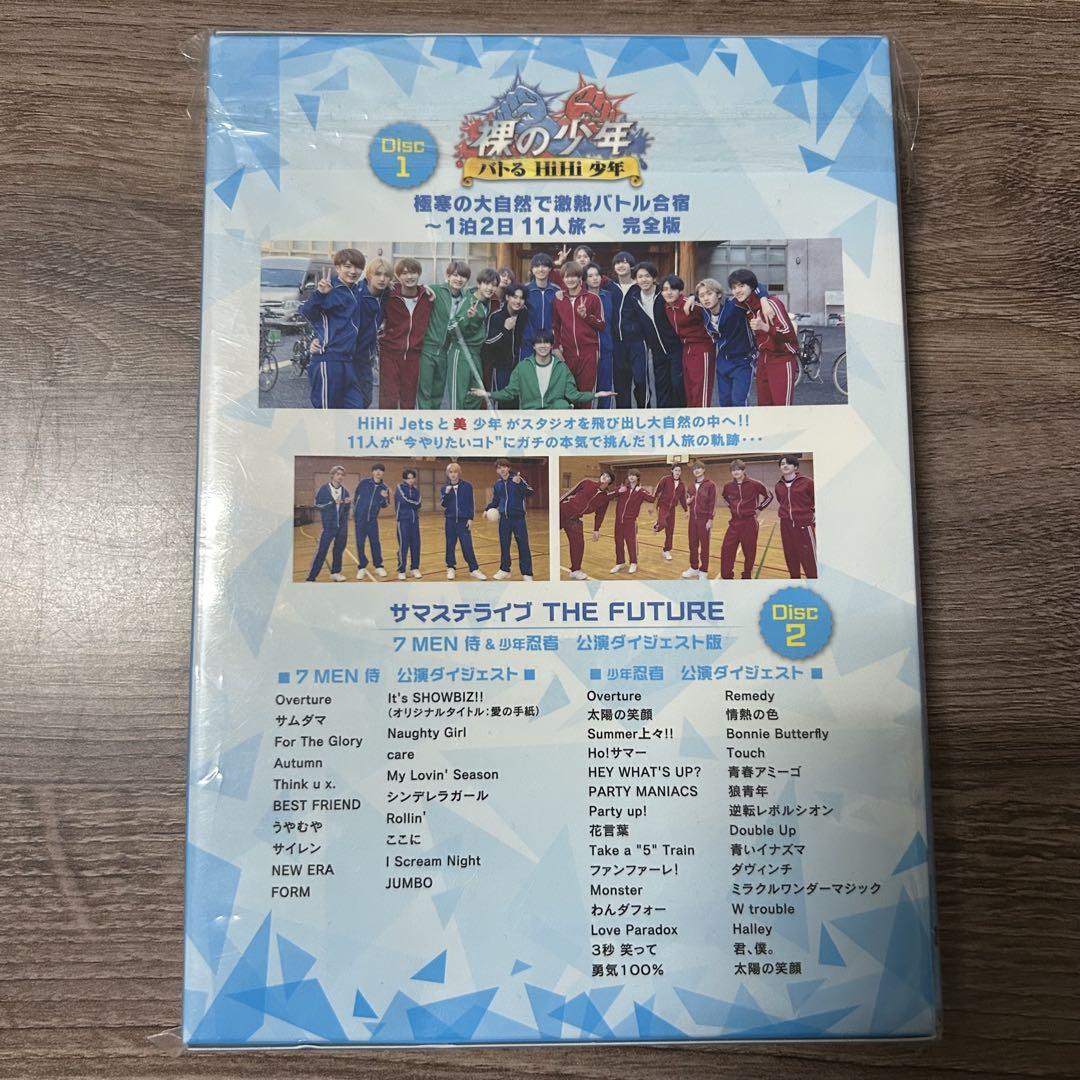 Disc
1
裸の少年
バトる HiHi 少年
極寒の大自然で激熱バトル合宿
～1泊2日 11人旅～ 完全版
HiHi Jetsと美 少年 がスタジオを飛び出し大自然の中へ!!
11人が“今やりたいコト”にガチの本気で挑んだ11人旅の軌跡･･･
サマステライブ THE FUTURE
Disc
2
7 MEN 侍 & 少年忍者 公演ダイジェスト版
■ 7 MEN 侍 公演ダイジェスト ■
Overture
サムダマ
For The Glory
Autumn
Think u x.
BEST FRIEND
うやむや
サイレン
NEW ERA
FORM
It's SHOWBIZ!!
(オリジナルタイトル:愛の手紙)
Naughty Girl
care
My Lovin' Season
シンデレラガール
Rollin'
ここに
I Scream Night
JUMBO
■ 少年忍者 公演ダイジェスト ■
Overture
太陽の笑顔
Summer上々!!
Ho!サマー
HEY WHAT'S UP?
PARTY MANIACS
Party up!
花言葉
Take a "5" Train
ファンファーレ!
Monster
わんダフォー
Love Paradox
3秒 笑って
勇気100%
Remedy
情熱の色
Bonnie Butterfly
Touch
青春アミーゴ
狼青年
逆転レボルシオン
Double Up
青いイナズマ
ダヴィンチ
ミラクルワンダーマジック
W trouble
Halley
君、僕。
太陽の笑顔